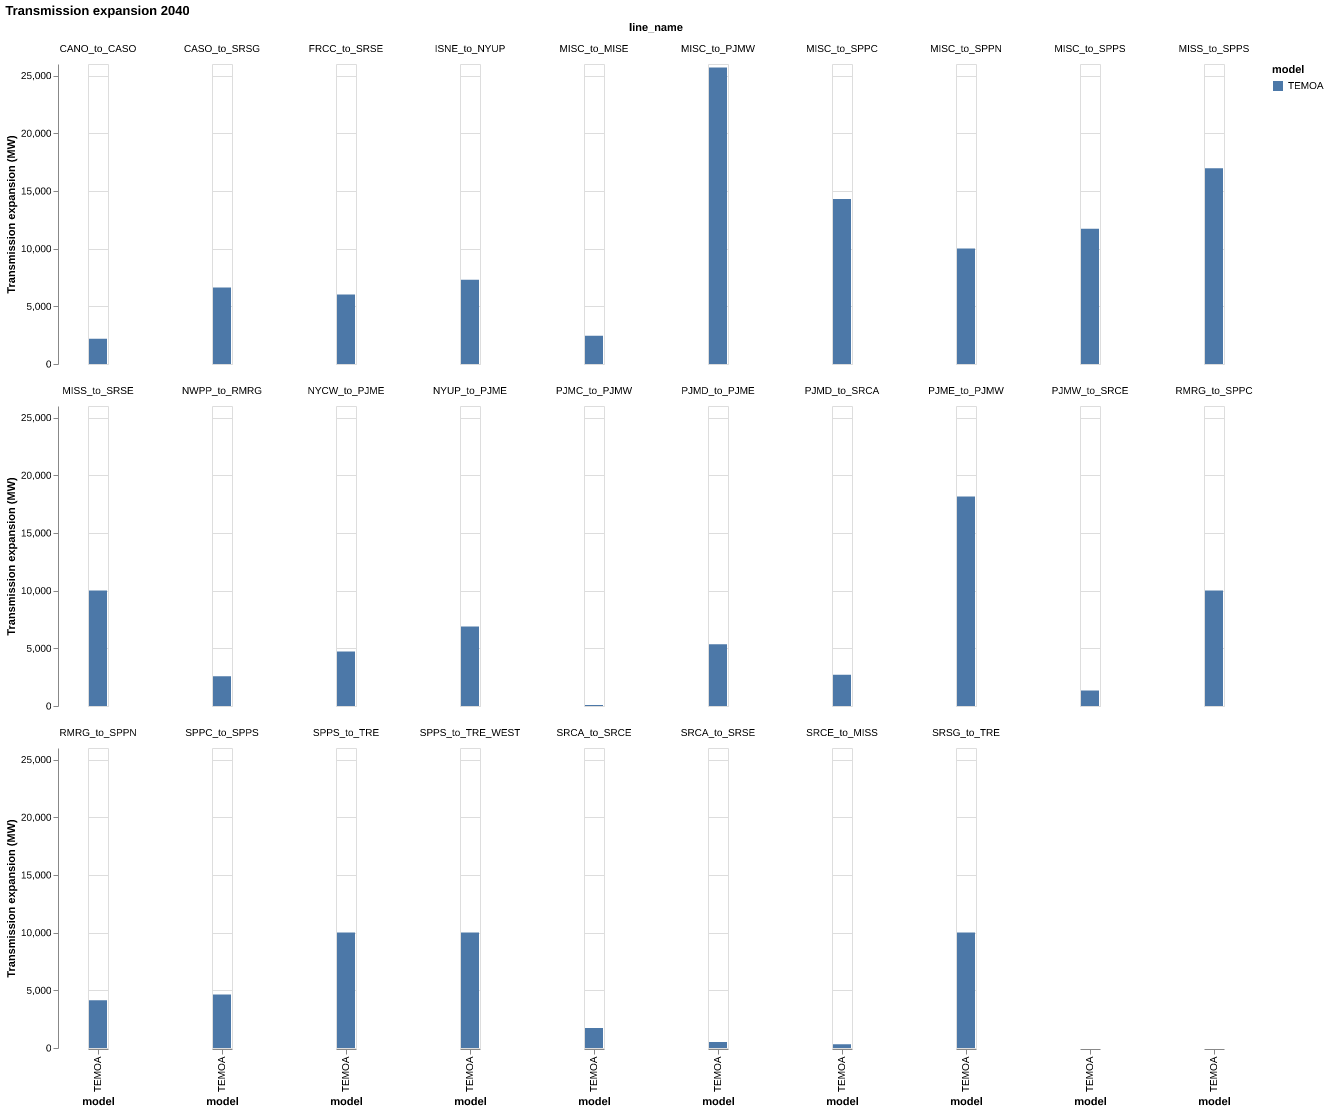 Transmission expansion 2040
line_name
CANO_to_CASO CASO_to_SRSG FRCC_to_SRSE ISNE_to_NYUP MISC_to_MISE MISC_to_PJMW MISC_to_SPPC MISC_to_SPPN MISC_to_SPPS MISS_to_SPPS
model
TEMOA
Transmission expansion (MW)
25,000
20,000
15,000
10,000
5,000
0
MISS_to_SRSE NWPP_to_RMRG NYCW_to_PJME NYUP_to_PJME PJMC_to_PJMW PJMD_to_PJME PJMD_to_SRCA PJME_to_PJMW PJMW_to_SRCE RMRG_to_SPPC
Transmission expansion (MW)
25,000
20,000
15,000
10,000
5,000
0
RMRG_to_SPPN SPPC_to_SPPS SPPS_to_TRE SPPS_to_TRE_WEST SRCA_to_SRCE SRCA_to_SRSE SRCE_to_MISS SRSG_to_TRE
Transmission expansion (MW)
25,000
20,000
15,000
10,000
5,000
0
TEMOA TEMOA TEMOA TEMOA TEMOA TEMOA TEMOA TEMOA TEMOA TEMOA
model model model model model model model model model model